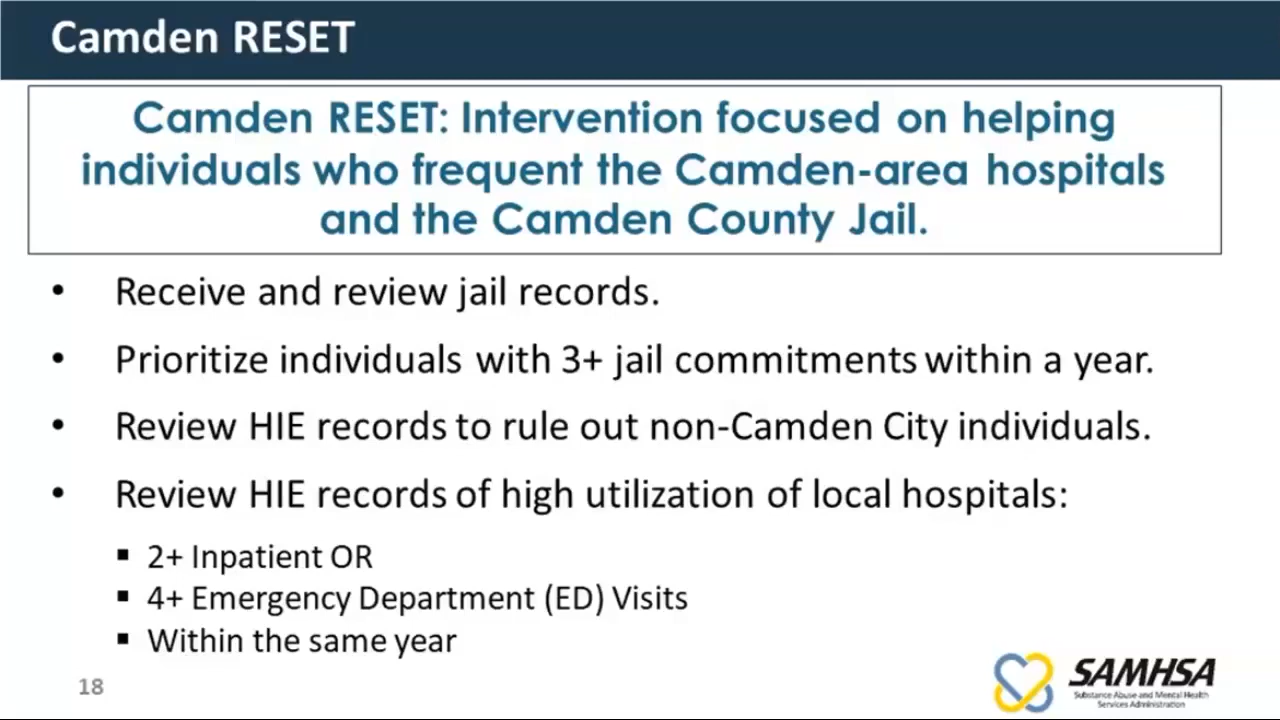 Camden RESET
Camden RESET: Intervention focused on helping
individuals who frequent the Camden-area hospitals
and the Camden County Jail.
• Receive and review jail records.
• Prioritize individuals with 3+ jail commitments within a year.
• Review HIE records to rule out non-Camden City individuals.
• Review HIE records of high utilization of local hospitals:
▪ 2+ Inpatient OR
▪ 4+ Emergency Department (ED) Visits
▪ Within the same year
18
SAMHSA
Substance Abuse and Mental Health
Services Administration